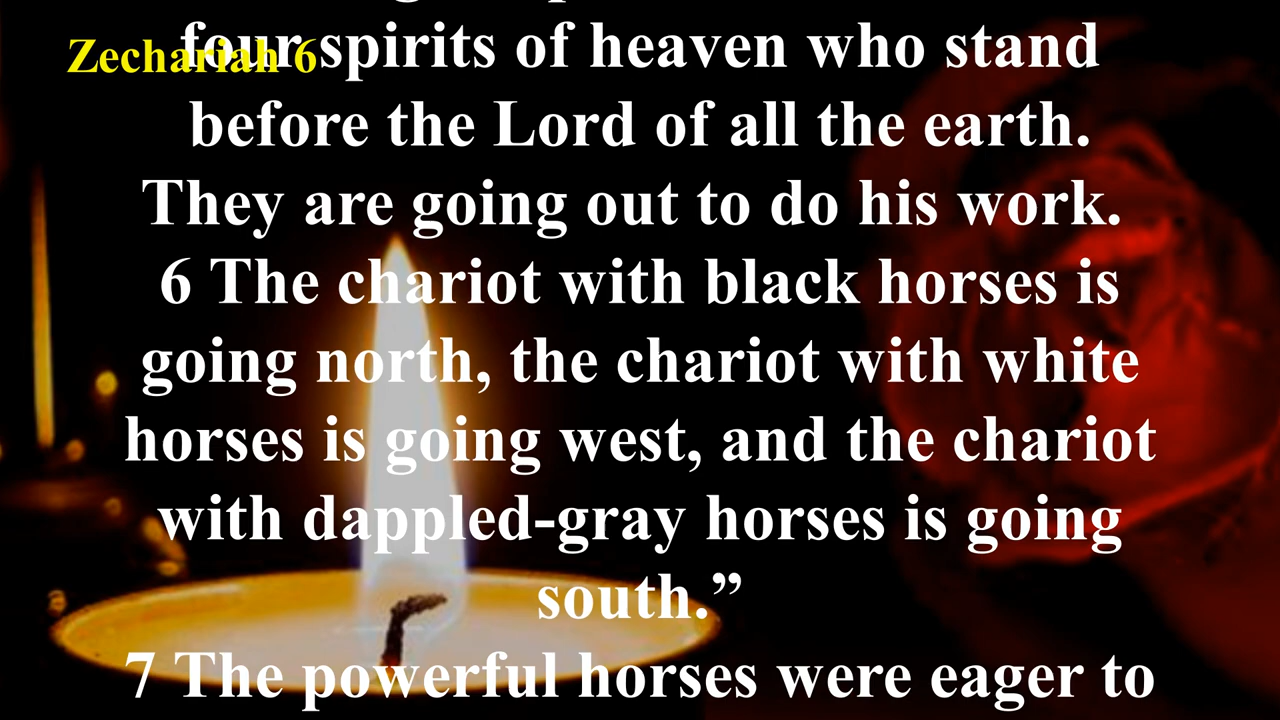 Zechariah 6
four spirits of heaven who stand
before the Lord of all the earth.
They are going out to do his work.
6 The chariot with black horses is
going north, the chariot with white
horses is going west, and the chariot
with dappled-gray horses is going
south.”
7 The powerful horses were eager to